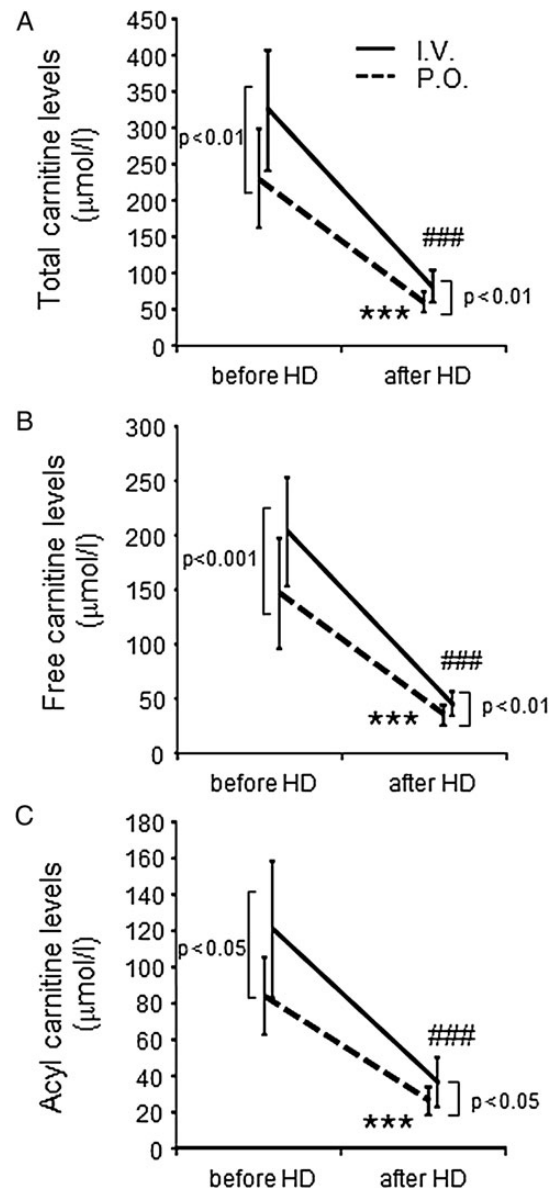 A
Total carnitine levels
(μmol/l)
450
400
350
300
250
200
150
100
50
0
I.V.
P.O.
p<0.01
###
***
p<0.01
before HD
after HD
B
Free carnitine levels
(μmol/l)
300
250
200
150
100
50
0
p<0.001
###
***
p<0.01
before HD
after HD
C
Acyl carnitine levels
(μmol/l)
180
160
140
120
100
80
60
40
20
0
p<0.05
###
***
p<0.05
before HD
after HD